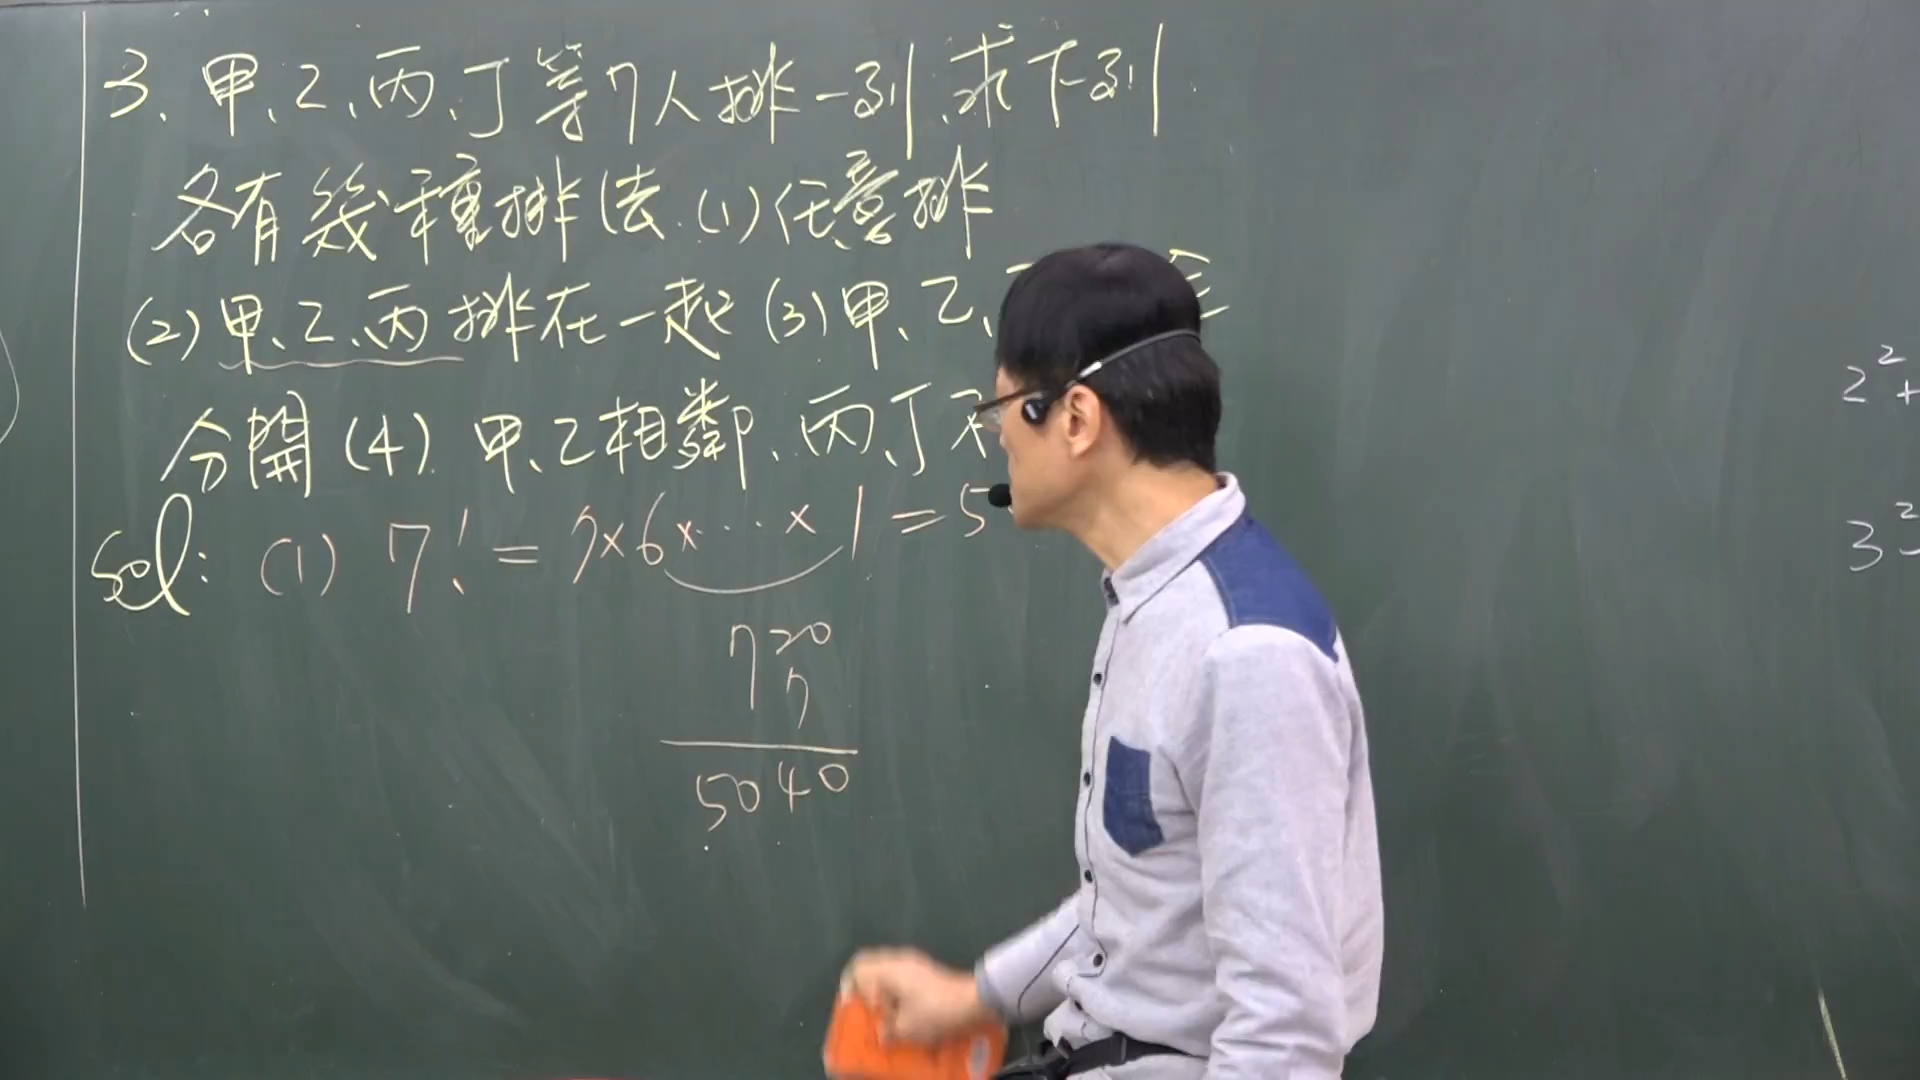 3. 甲、乙、丙、丁等7人排一列, 求下列
各有幾種排法. (1) 任意排
(2) 甲、乙、丙排在一起 (3) 甲、乙、
分開 (4) 甲、乙相鄰、丙、丁
sol: (1) 7! = 7×6×...×1 = 5
720
7
5040
2²+
3²